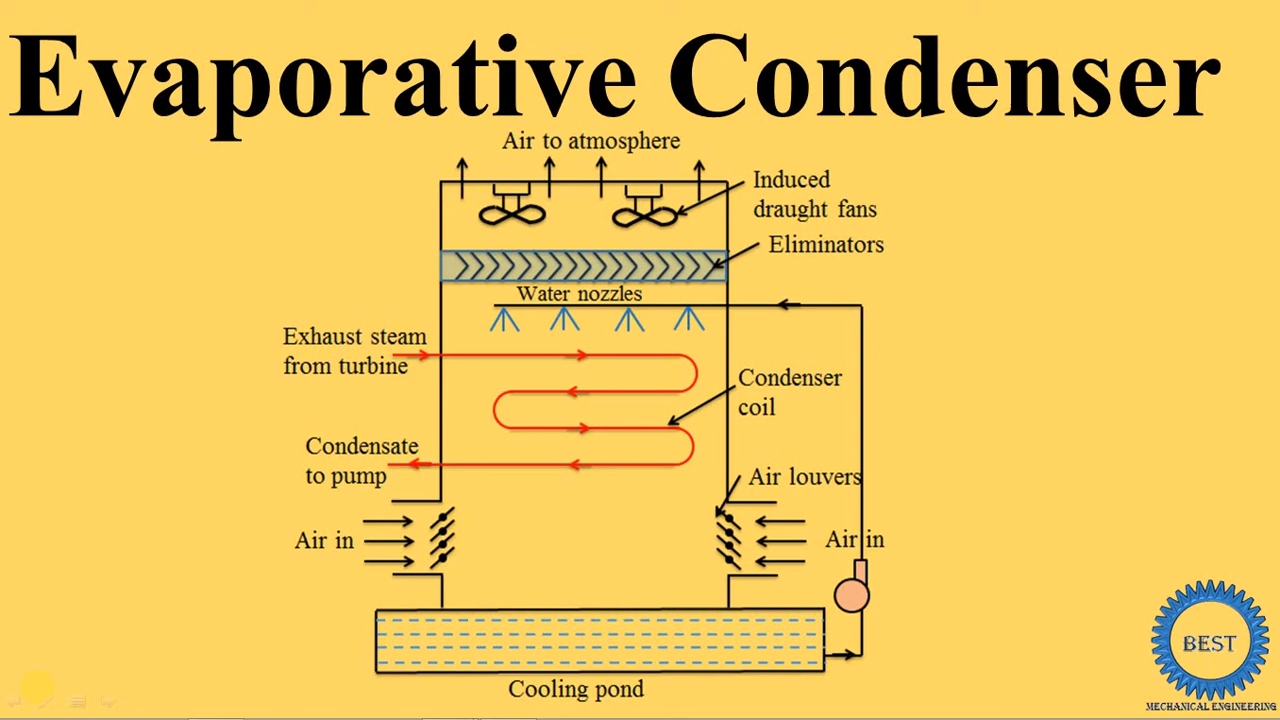 Evaporative Condenser
Air to atmosphere
Induced
draught fans
Eliminators
Water nozzles
Exhaust steam
from turbine
Condenser
coil
Condensate
to pump
Air louvers
Air in
Air in
Cooling pond
BEST
MECHANICAL ENGINEERING